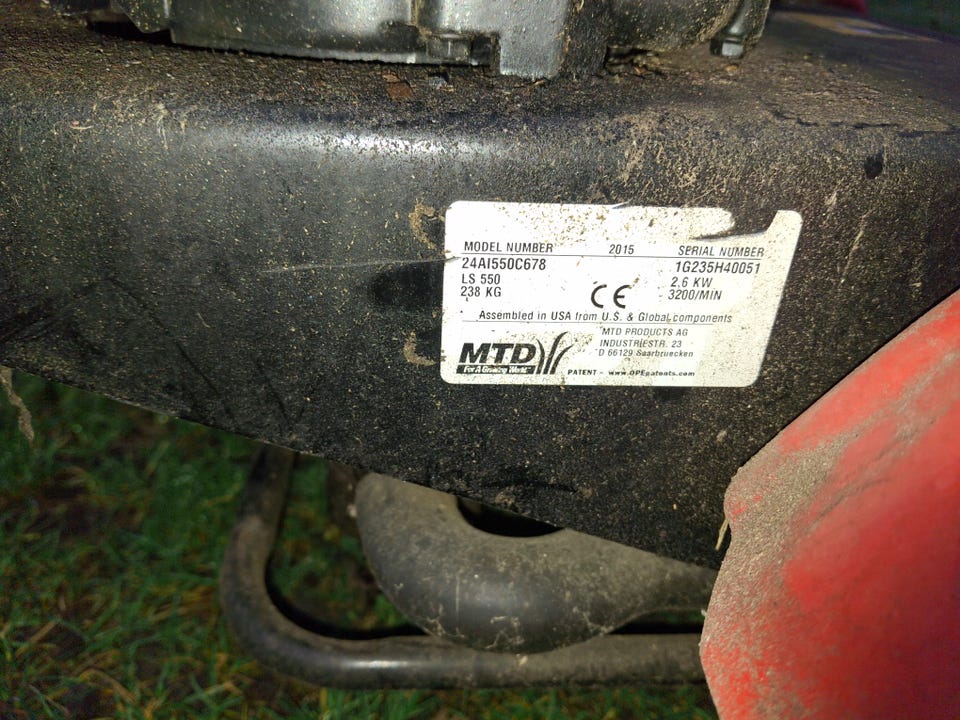 MODEL NUMBER 2015 SERIAL NUMBER
24AI550C678 1G235H40051
LS 550 2.6 KW
238 KG CE 3200/MIN
Assembled in USA from U.S. & Global components
MTD PRODUCTS AG
INDUSTRIESTR. 23
D 66129 Saarbruecken
MTD
For A Growing World.
PATENT - www.OPEpatents.com